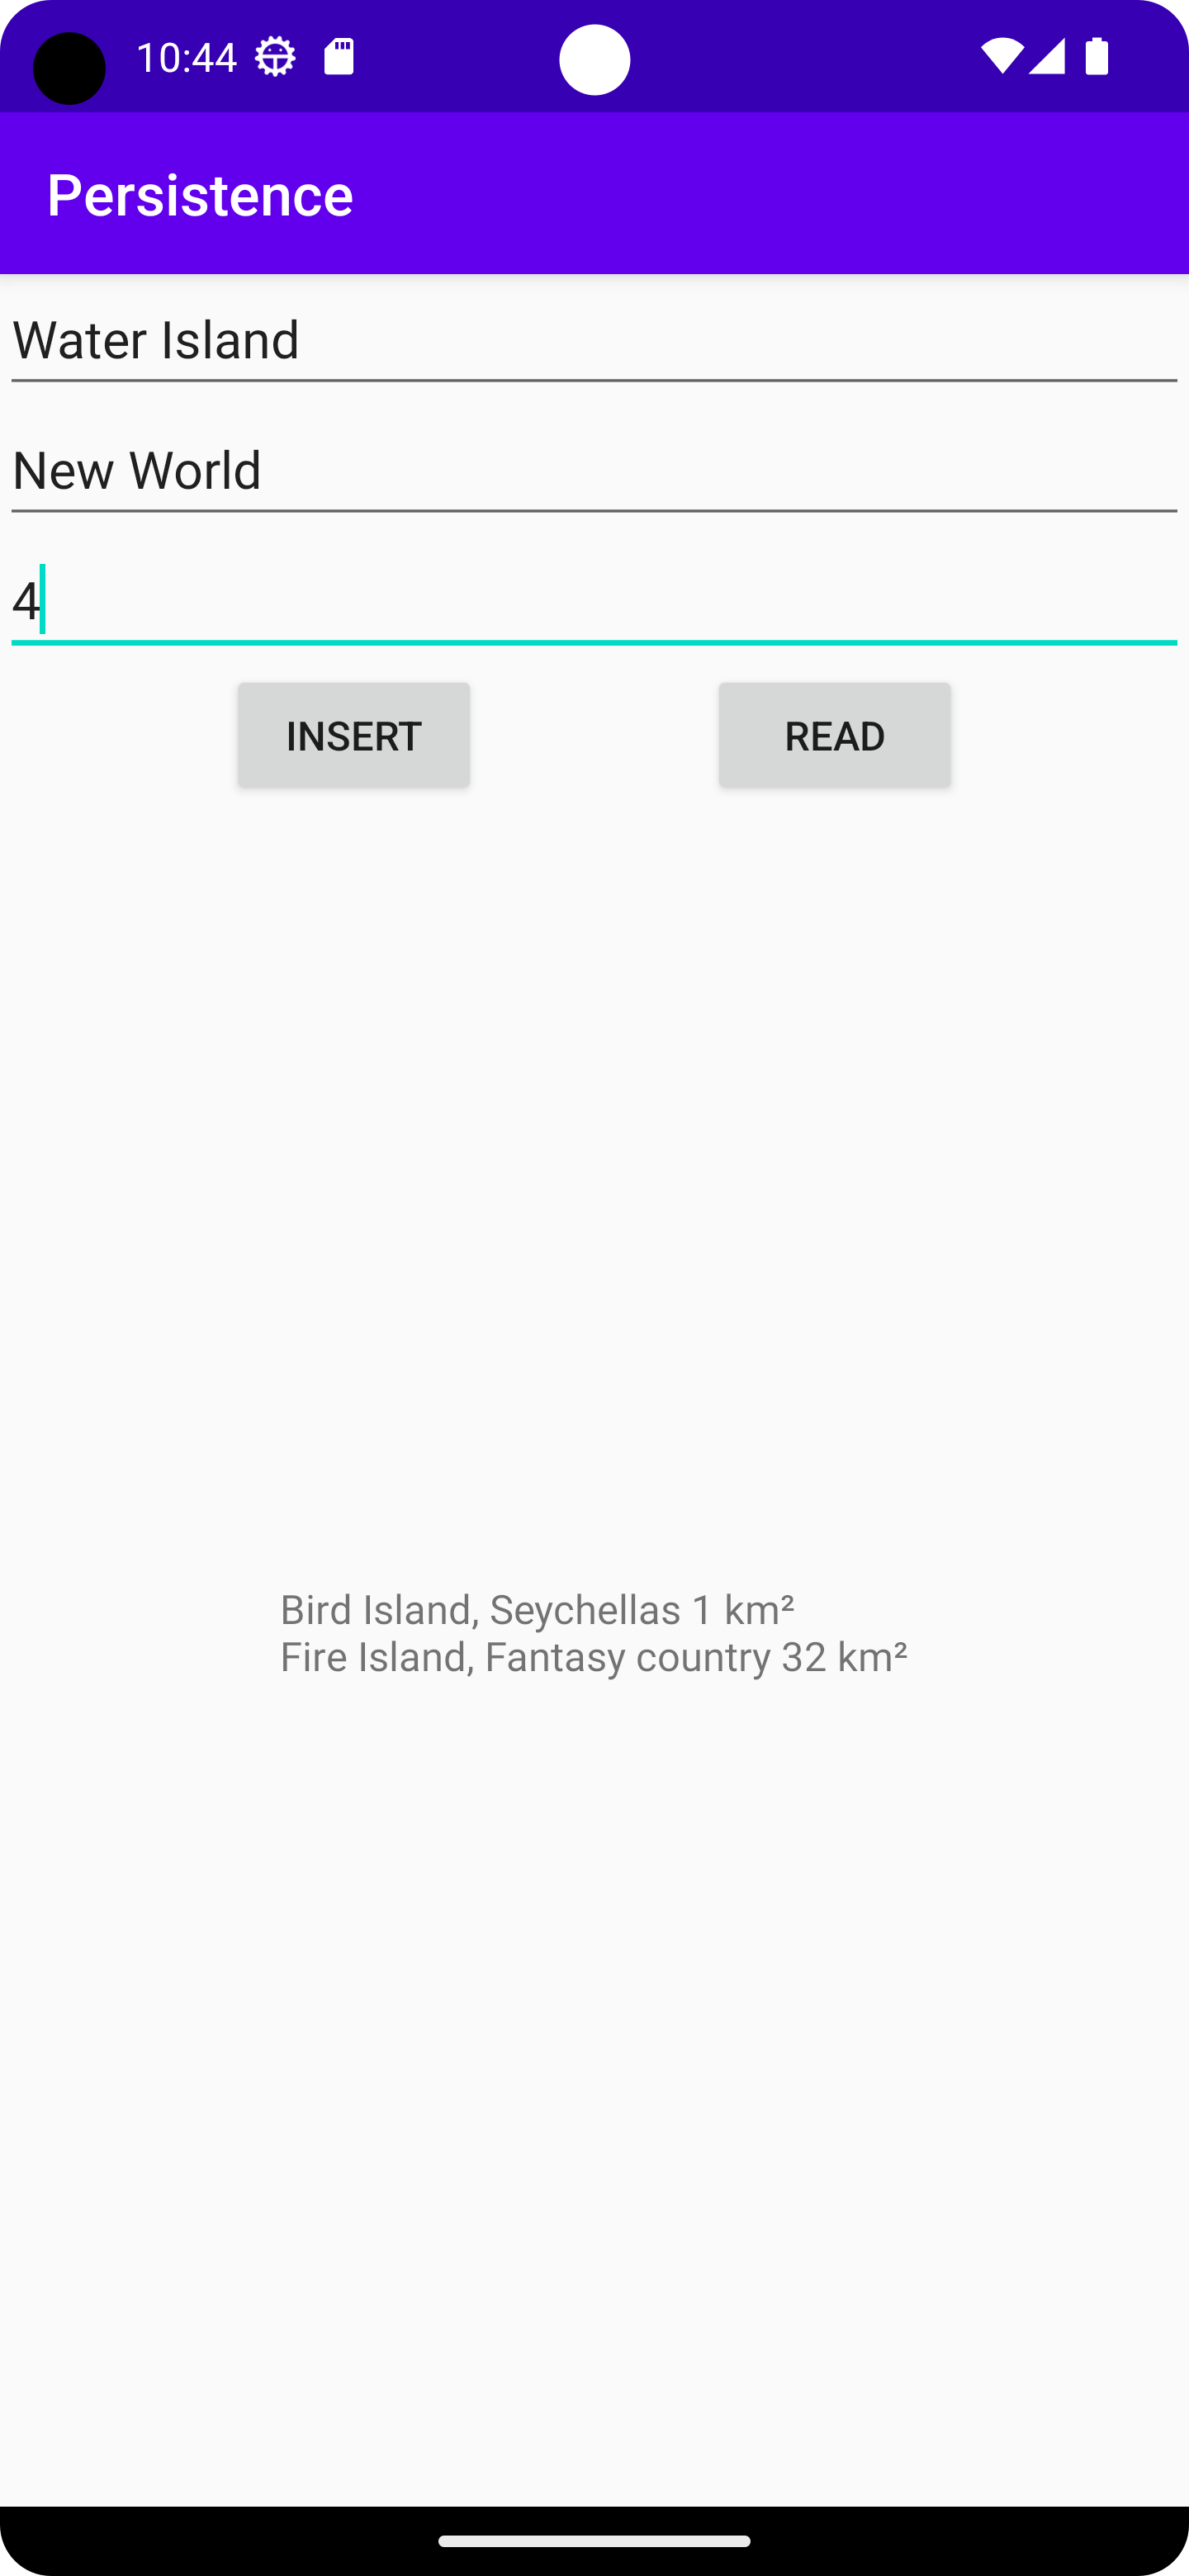 10:44
Persistence
Water Island
New World
4
INSERT READ
Bird Island, Seychellas 1 km²
Fire Island, Fantasy country 32 km²